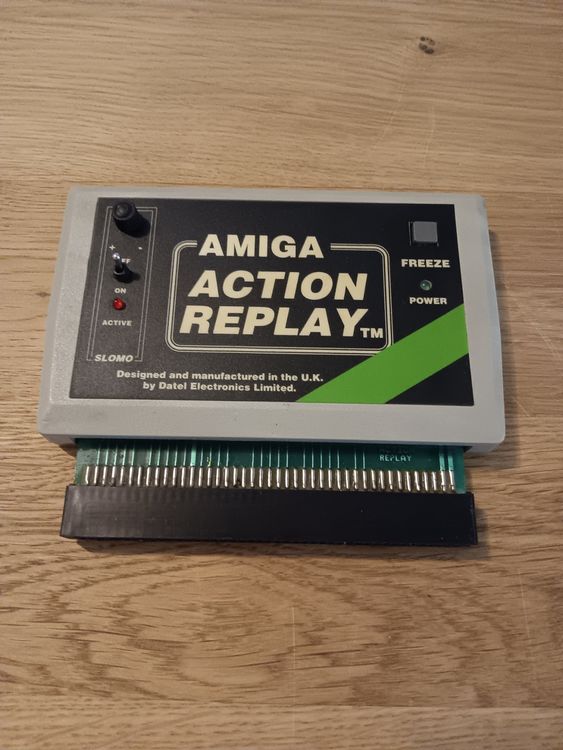 AMIGA
ACTION
REPLAY TM
+ -
OFF
ON
ACTIVE
SLOMO
FREEZE
POWER
Designed and manufactured in the U.K.
by Datel Electronics Limited.
REPLAY